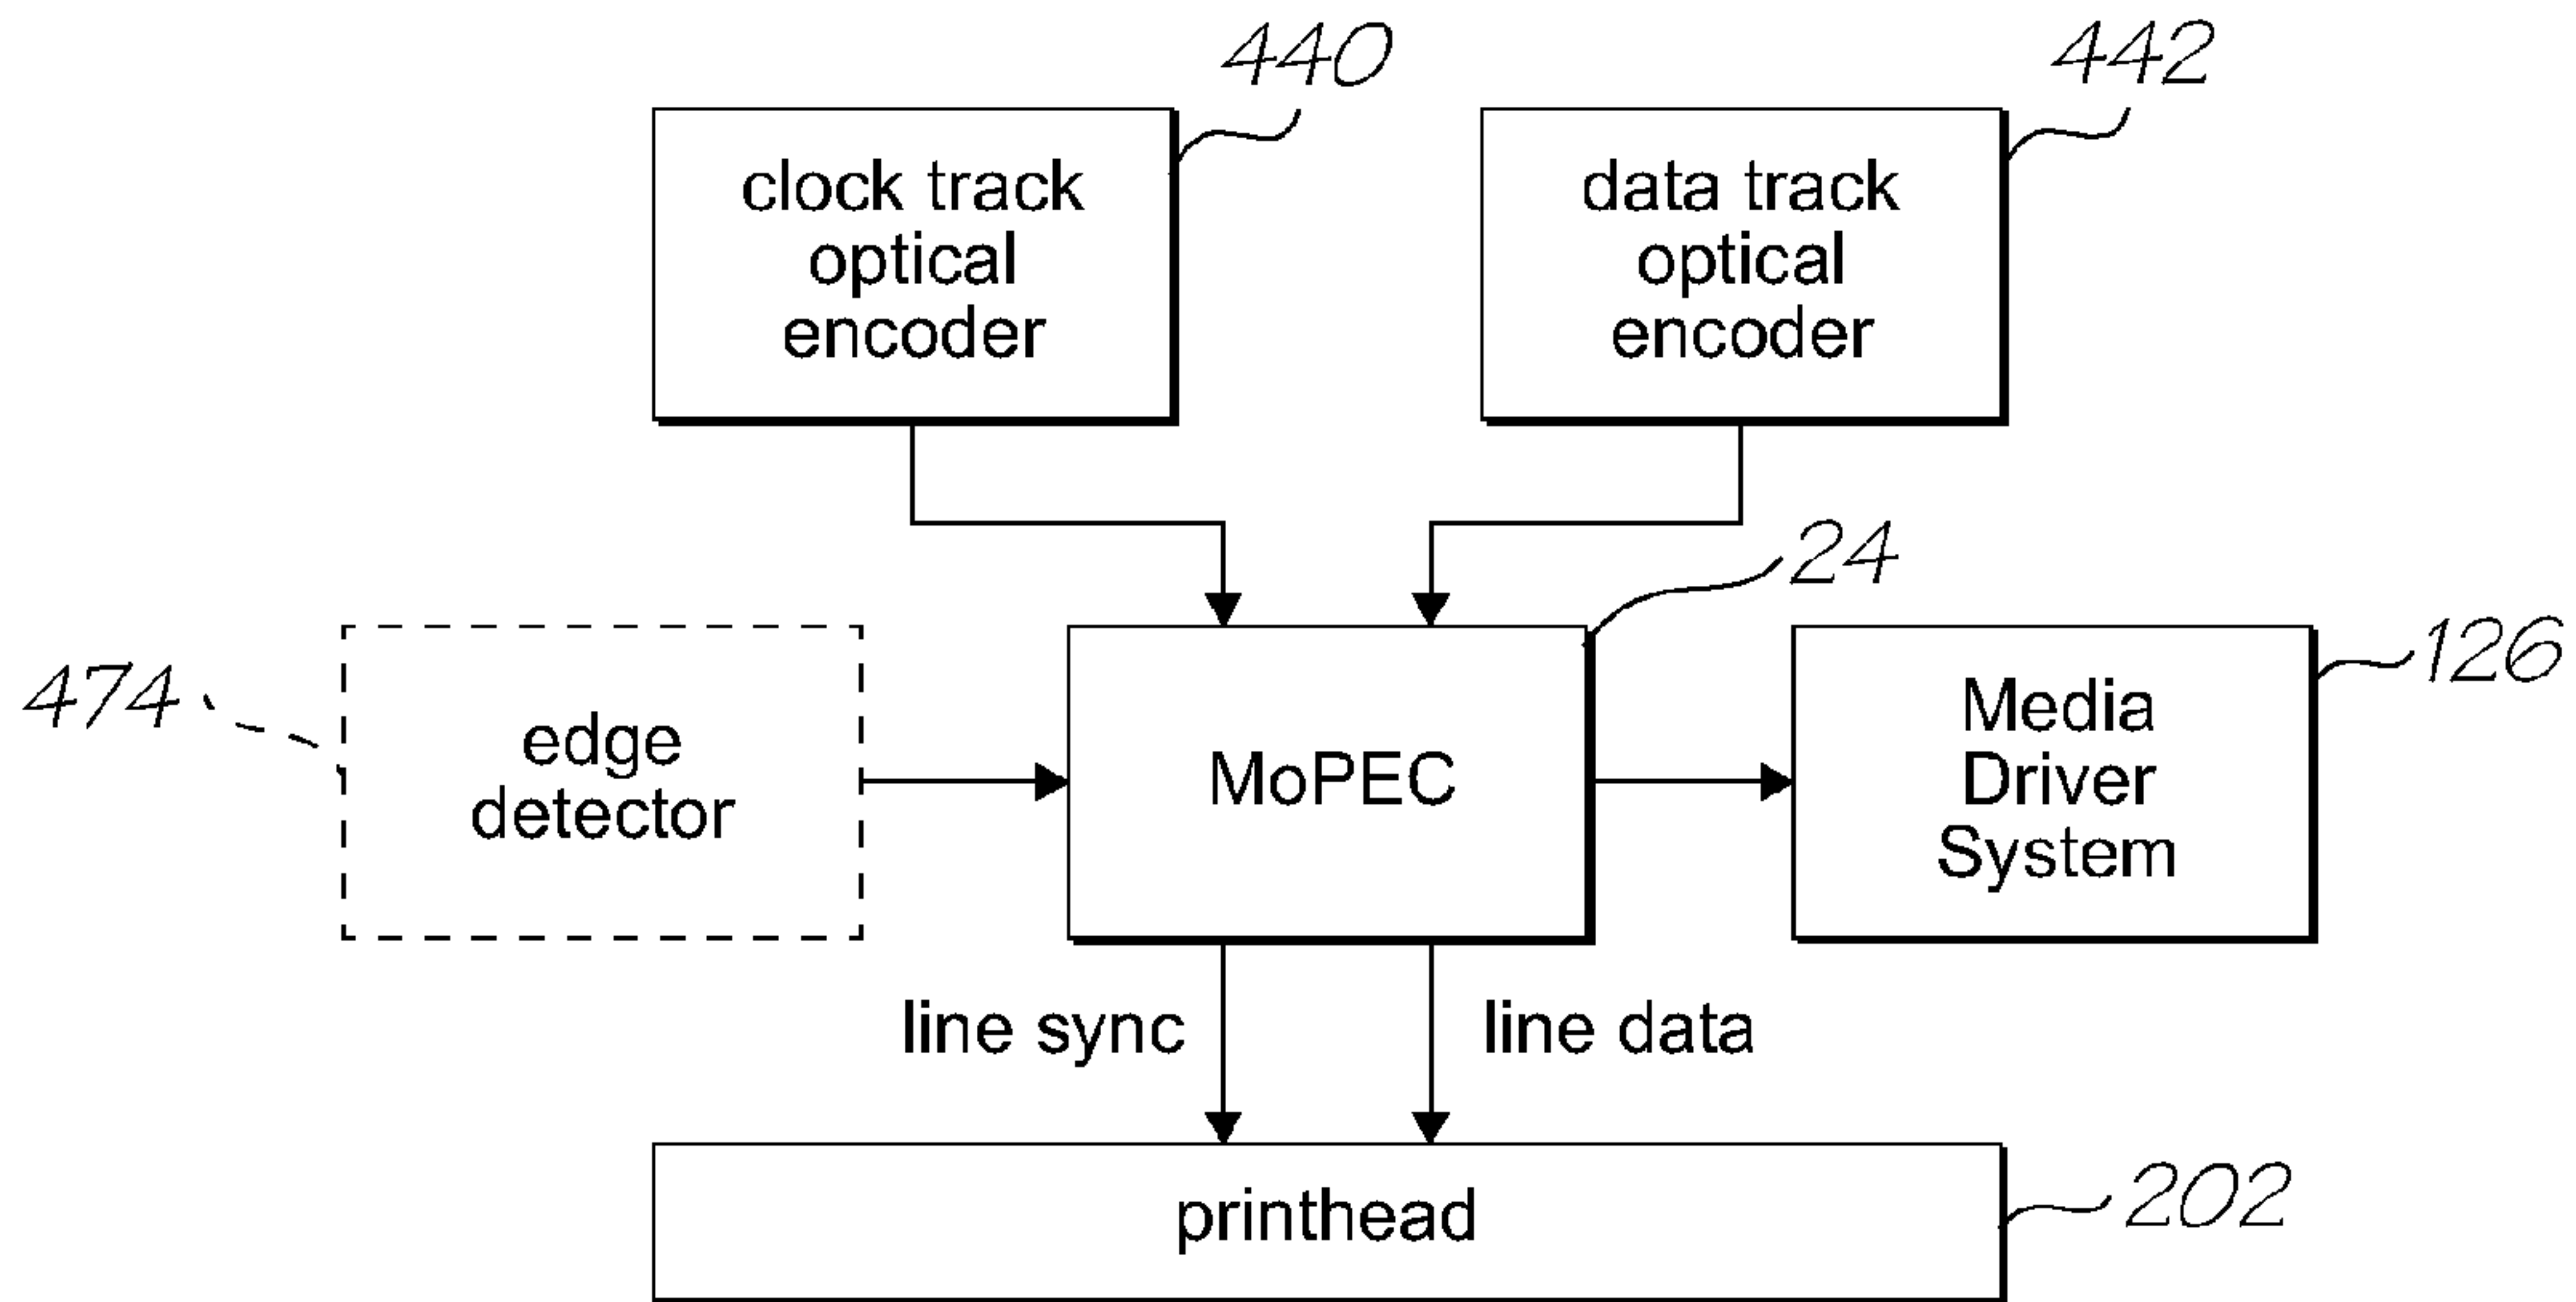 440
442
clock track
optical
encoder
data track
optical
encoder
24
126
474
edge
detector
MoPEC
Media
Driver
System
line sync
line data
printhead
202